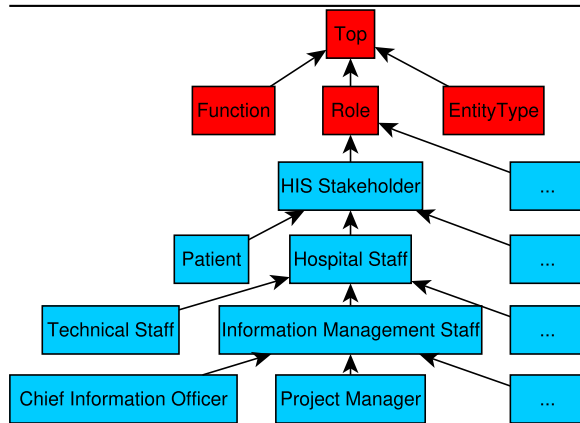 Top
Function
Role
EntityType
HIS Stakeholder
...
Patient
Hospital Staff
...
Technical Staff
Information Management Staff
...
Chief Information Officer
Project Manager
...